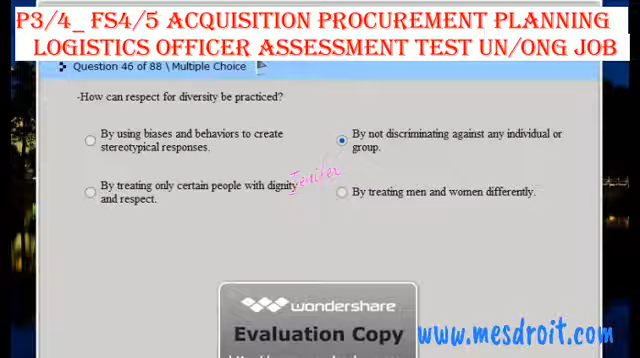 P3/4_ FS4/5 ACQUISITION PROCUREMENT PLANNING
LOGISTICS OFFICER ASSESSMENT TEST UN/ONG JOB
Question 46 of 88 \ Multiple Choice
-How can respect for diversity be practiced?
By using biases and behaviors to create
stereotypical responses.
By not discriminating against any individual or
group.
By treating only certain people with dignity
and respect.
Jenifer
By treating men and women differently.
wondershare
Evaluation Copy
www.mesdroit.com